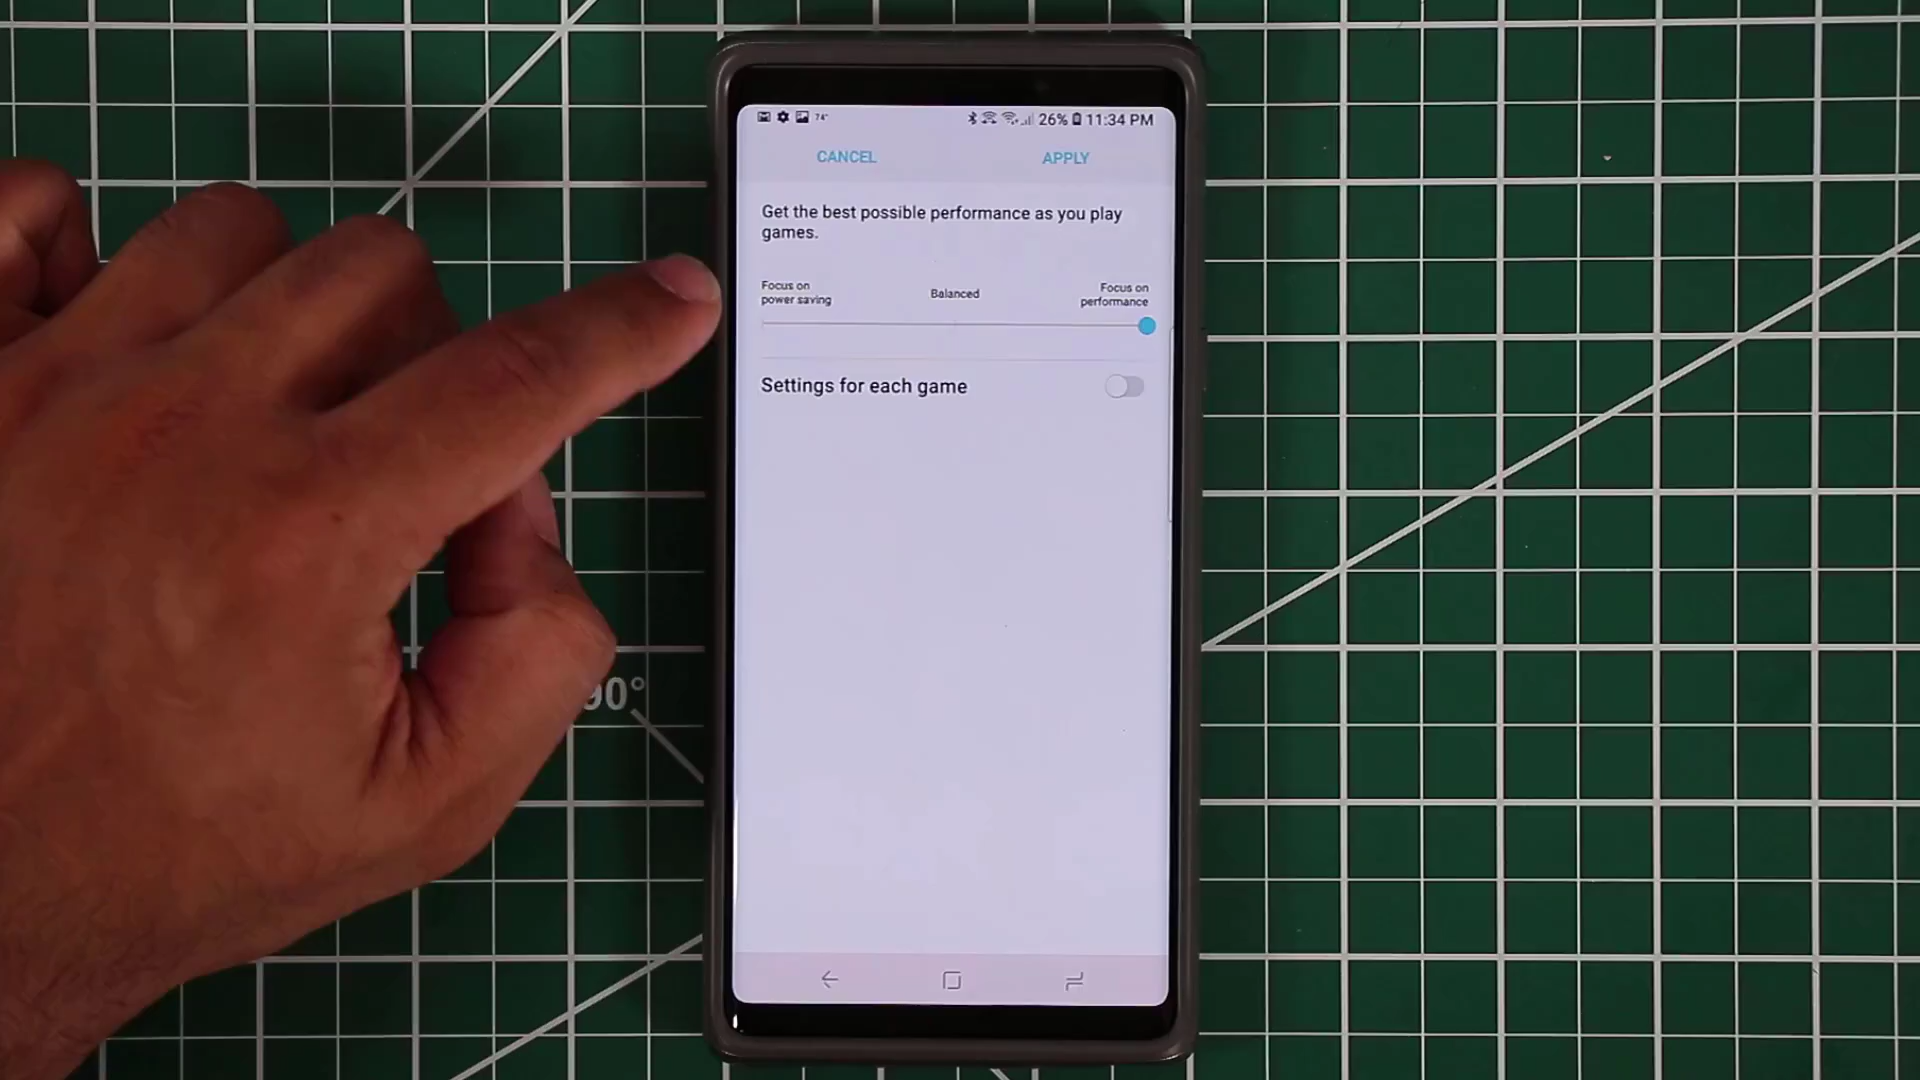 74°
26% 11:34 PM
CANCEL
APPLY
Get the best possible performance as you play
games.
Focus on
power saving
Balanced
Focus on
performance
Settings for each game
90°